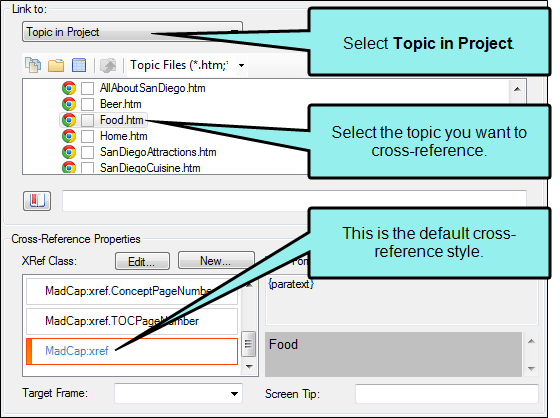 Link to:
Topic in Project
Select Topic in Project.
Topic Files (*.htm;*
AllAboutSanDiego.htm
Beer.htm
Food.htm
Home.htm
SanDiegoAttractions.htm
SanDiegoCuisine.htm
Select the topic you want to
cross-reference.
Cross-Reference Properties
This is the default cross-
reference style.
XRef Class:
Edit...
New...
MadCap:xref.ConceptPageNumber
MadCap:xref.TOCPageNumber
MadCap:xref
{paratext}
Food
Target Frame:
Screen Tip: